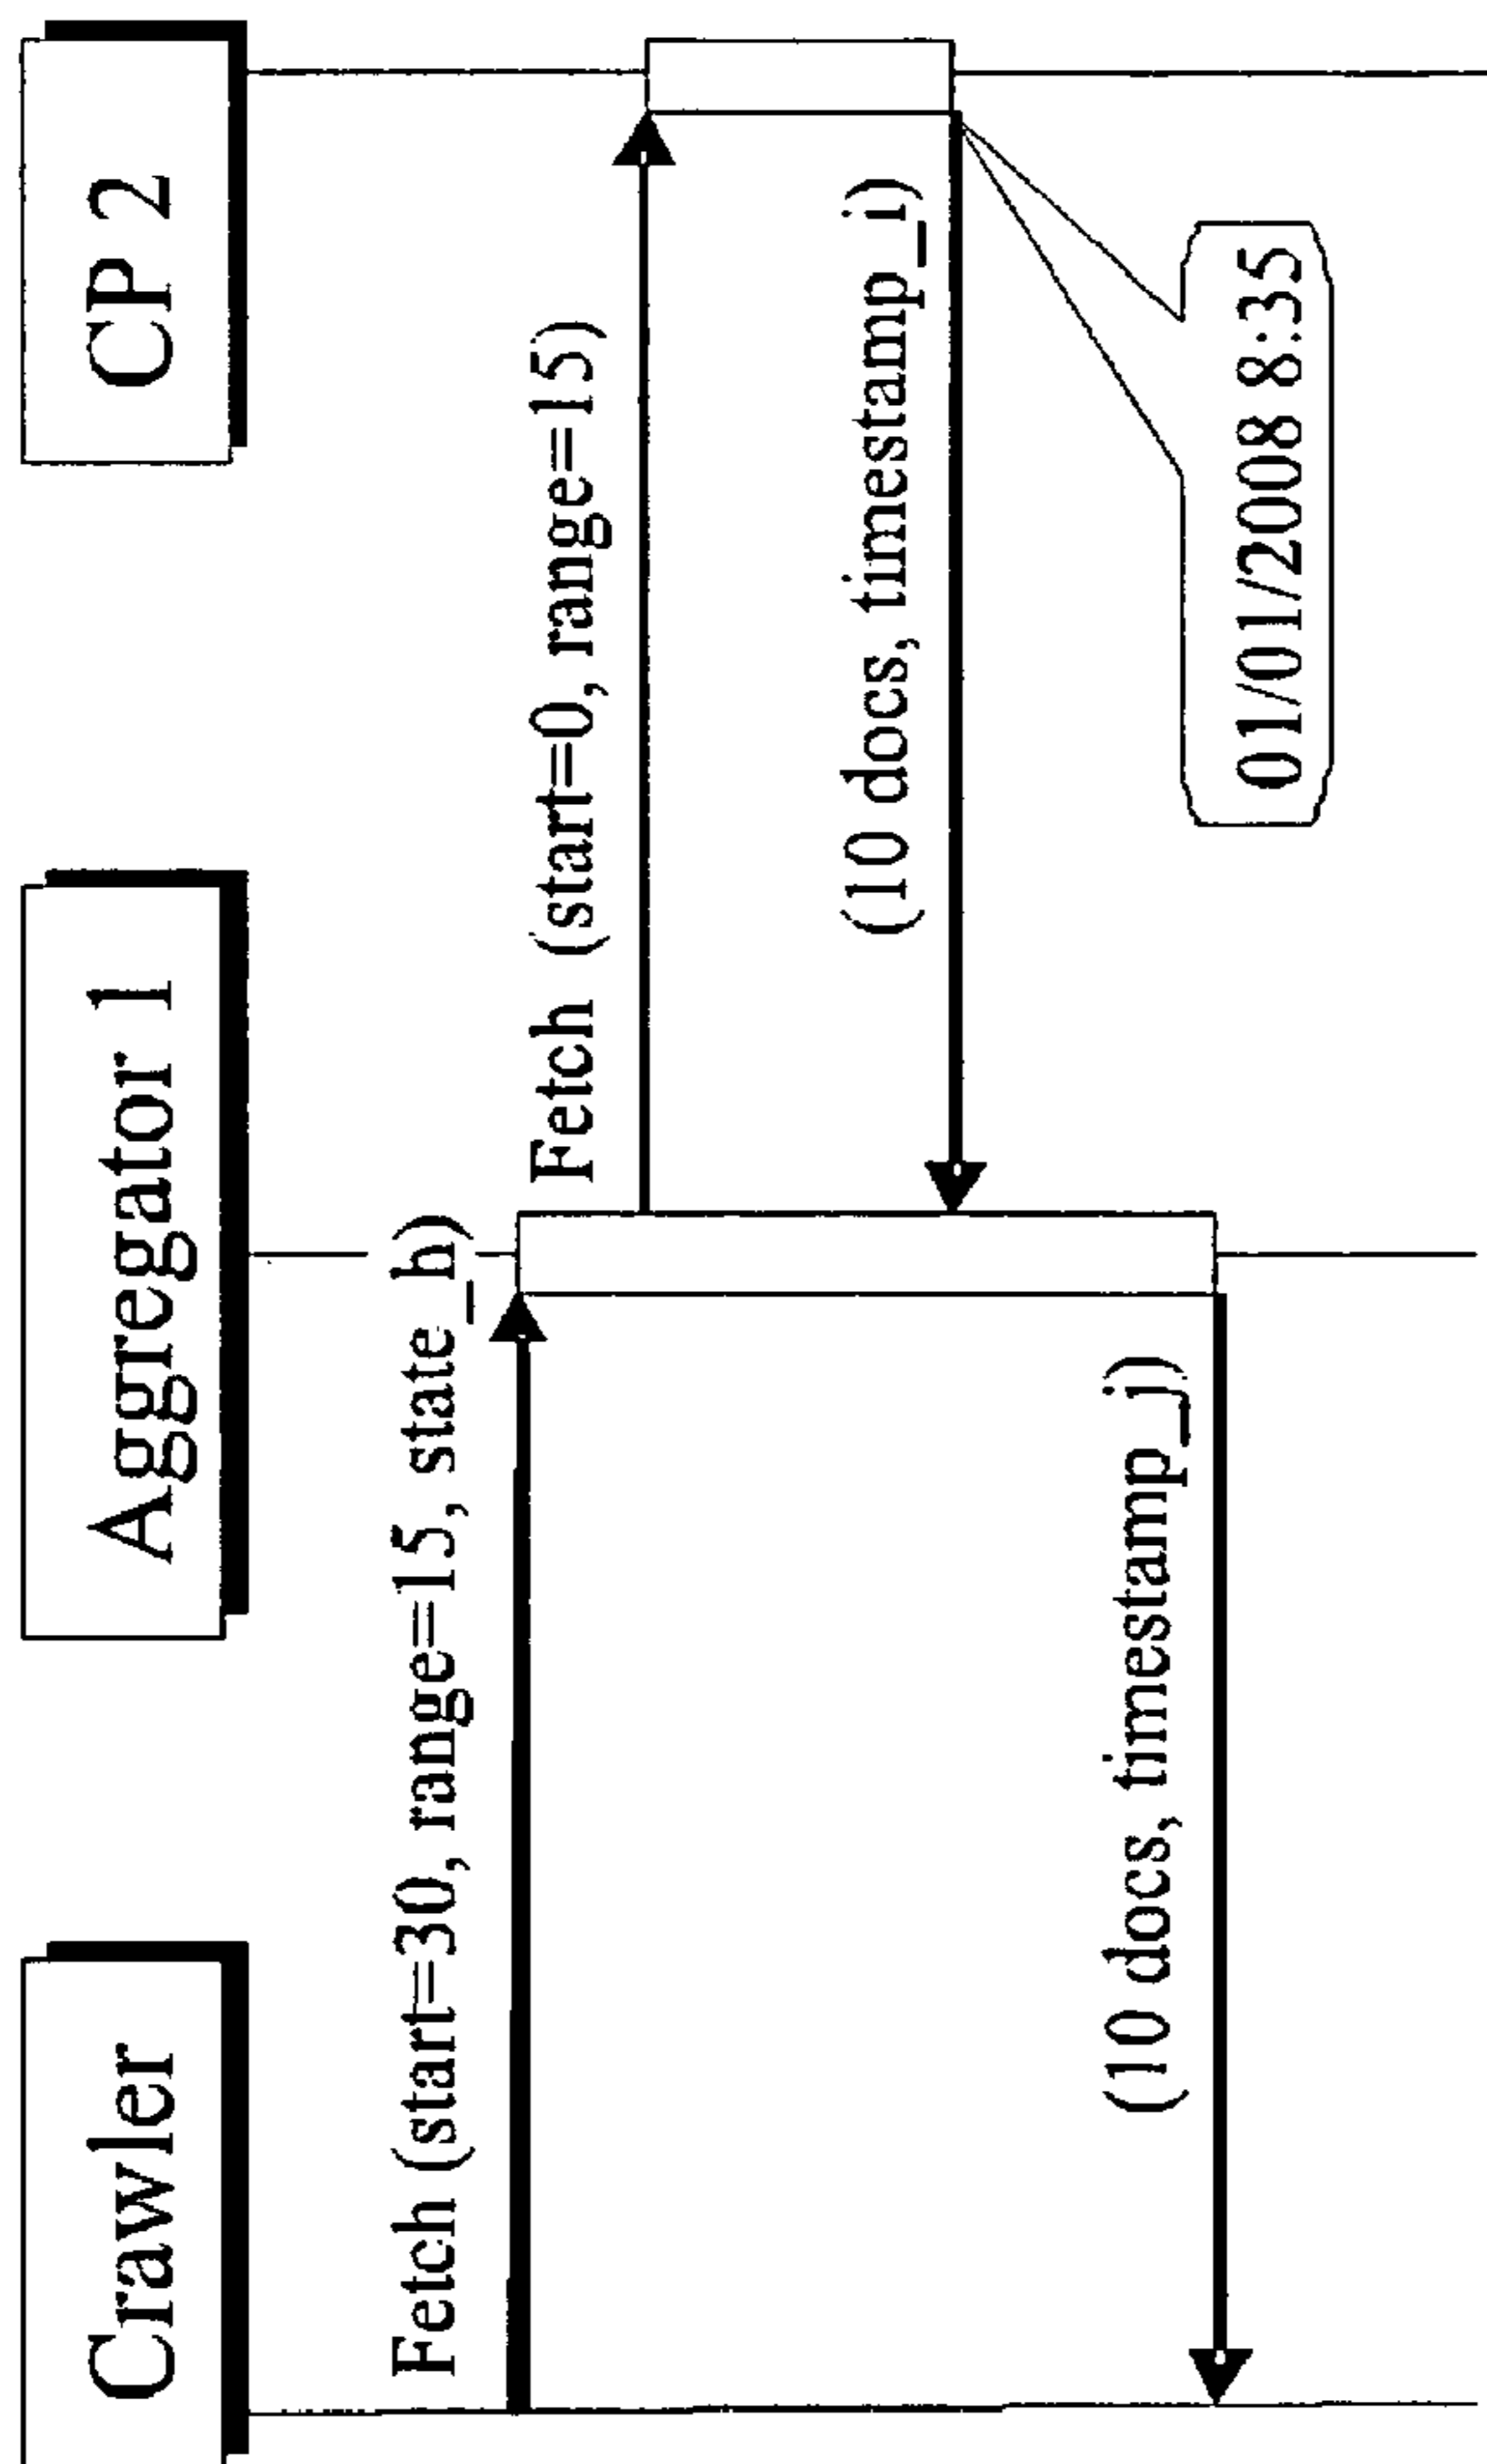 Crawler
Aggregator 1
CP 2
Fetch (start=30, range=15, state_h)
Fetch (start=0, range=15)
(10 docs, timestamp_i)
(10 docs, timestamp_j)
01/01/2008 8:35